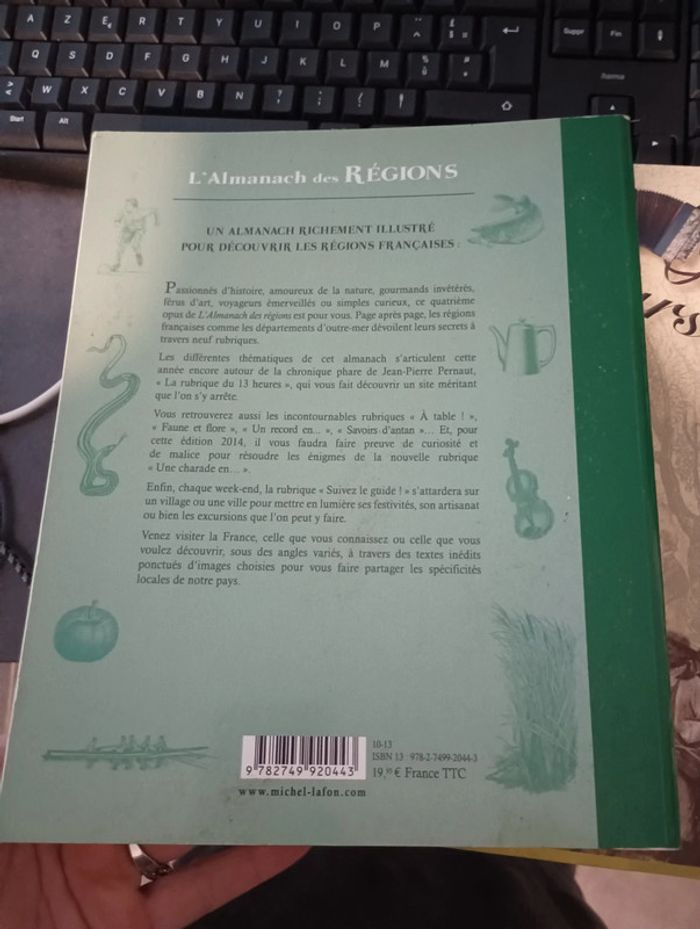 A Z E R T Y U I O P
Suppr Fin
Q S D F G H J K L M
W X C V B N
Start Alt
L'Almanach des RÉGIONS
UN ALMANACH RICHEMENT ILLUSTRÉ
POUR DÉCOUVRIR LES RÉGIONS FRANÇAISES :
Passionnés d'histoire, amoureux de la nature, gourmands invétérés,
férus d'art, voyageurs émerveillés ou simples curieux, ce quatrième
opus de L'Almanach des régions est pour vous. Page après page, les régions
françaises comme les départements d'outre-mer dévoilent leurs secrets à
travers neuf rubriques.
Les différentes thématiques de cet almanach s'articulent cette
année encore autour de la chronique phare de Jean-Pierre Pernaut,
« La rubrique du 13 heures », qui vous fait découvrir un site méritant
que l'on s'y arrête.
Vous retrouverez aussi les incontournables rubriques « À table ! »,
« Faune et flore », « Un record en... », « Savoirs d'antan »... Et, pour
cette édition 2014, il vous faudra faire preuve de curiosité et
de malice pour résoudre les énigmes de la nouvelle rubrique
« Une charade en... ».
Enfin, chaque week-end, la rubrique « Suivez le guide ! » s'attardera sur
un village ou une ville pour mettre en lumière ses festivités, son artisanat
ou bien les excursions que l'on peut y faire.
Venez visiter la France, celle que vous connaissez ou celle que vous
voulez découvrir, sous des angles variés, à travers des textes inédits
ponctués d'images choisies pour vous faire partager les spécificités
locales de notre pays.
10-13
ISBN 13 978-2-7499-2044-3
19,95 € France TTC
9 782749 920443
www.michel-lafon.com